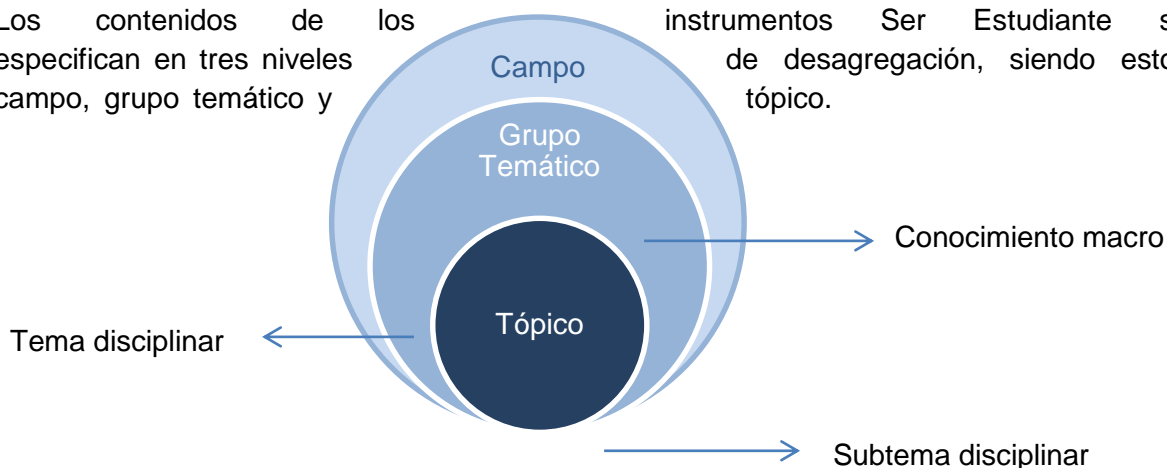 Los contenidos de los instrumentos Ser Estudiante s
especifican en tres niveles de desagregación, siendo esto
campo, grupo temático y tópico.
Campo
Grupo
Temático
Conocimiento macro
Tópico
Tema disciplinar
Subtema disciplinar